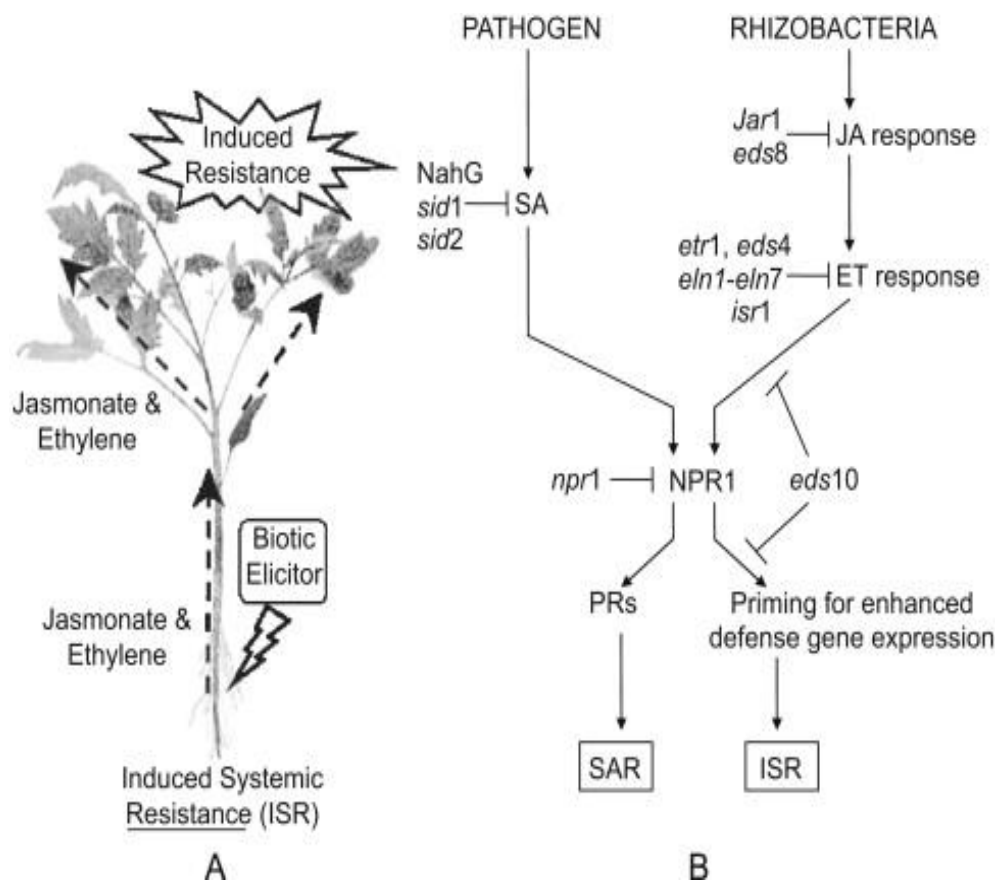 Induced
Resistance
Jasmonate &
Ethylene
Biotic
Elicitor
Jasmonate &
Ethylene
Induced Systemic
Resistance (ISR)
A
PATHOGEN
RHIZOBACTERIA
Jar1
eds8
JA response
NahG
sid1
sid2
SA
etr1, eds4
eln1-eln7
isr1
ET response
npr1
NPR1
eds10
PRs
Priming for enhanced
defense gene expression
SAR
ISR
B